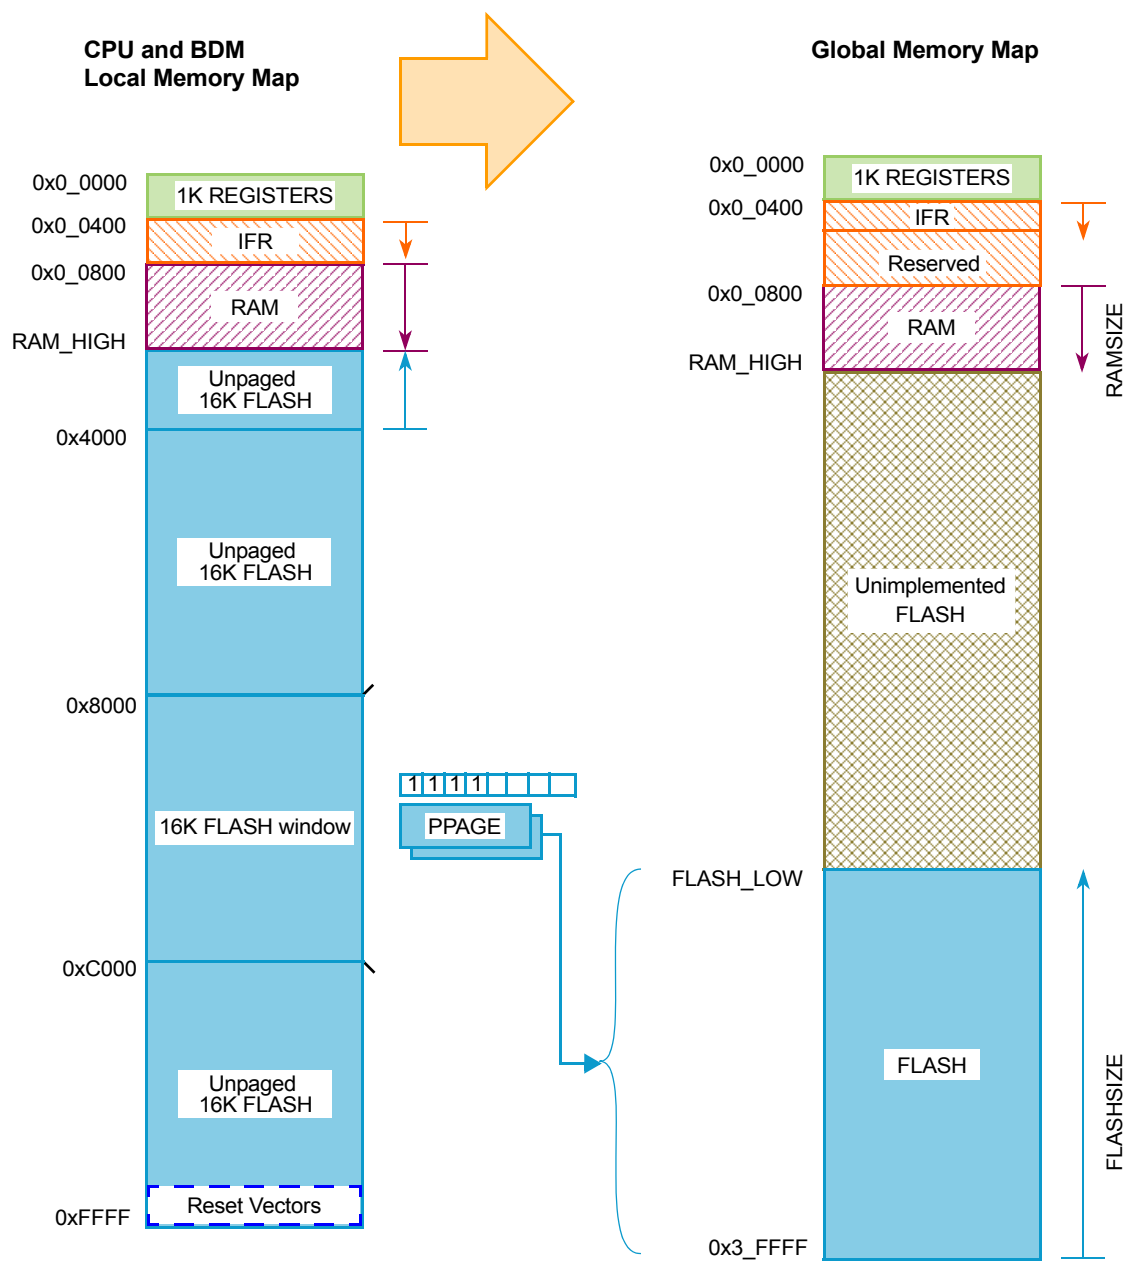 CPU and BDM
Local Memory Map
0x0_0000
1K REGISTERS
0x0_0400
IFR
0x0_0800
RAM
RAM_HIGH
Unpaged
16K FLASH
0x4000
Unpaged
16K FLASH
0x8000
16K FLASH window
0xC000
Unpaged
16K FLASH
Reset Vectors
0xFFFF
1 1 1 1
PPAGE
Global Memory Map
0x0_0000
1K REGISTERS
0x0_0400
IFR
Reserved
0x0_0800
RAM
RAM_HIGH
RAMSIZE
Unimplemented
FLASH
FLASH_LOW
FLASH
FLASHSIZE
0x3_FFFF